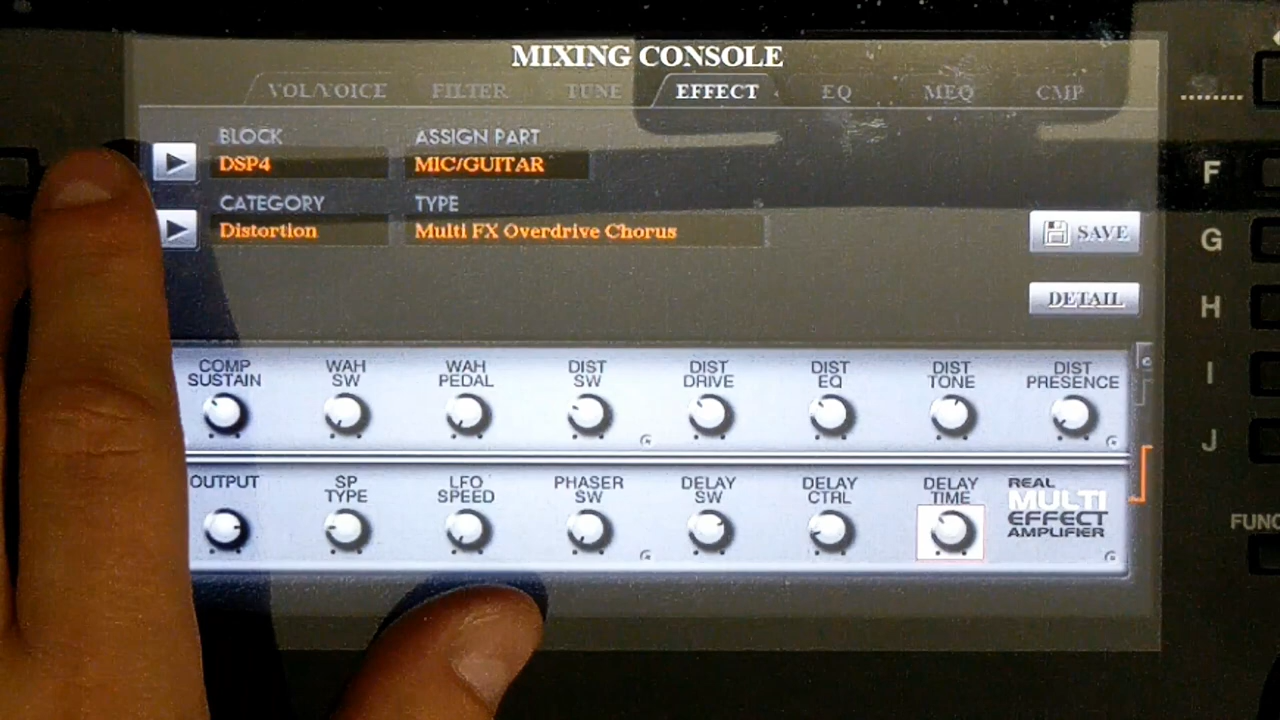 MIXING CONSOLE
VOL/VOICE FILTER TUNE EFFECT EQ MEQ CMP
BLOCK ASSIGN PART
DSP4 MIC/GUITAR
F
CATEGORY TYPE
Distortion Multi FX Overdrive Chorus
SAVE
G
DETAIL
H
COMP SUSTAIN
WAH SW
WAH PEDAL
DIST SW
DIST DRIVE
DIST EQ
DIST TONE
DIST PRESENCE
I
J
OUTPUT
SP TYPE
LFO SPEED
PHASER SW
DELAY SW
DELAY CTRL
DELAY TIME
REAL
MULTI
EFFECT
AMPLIFIER
FUNC